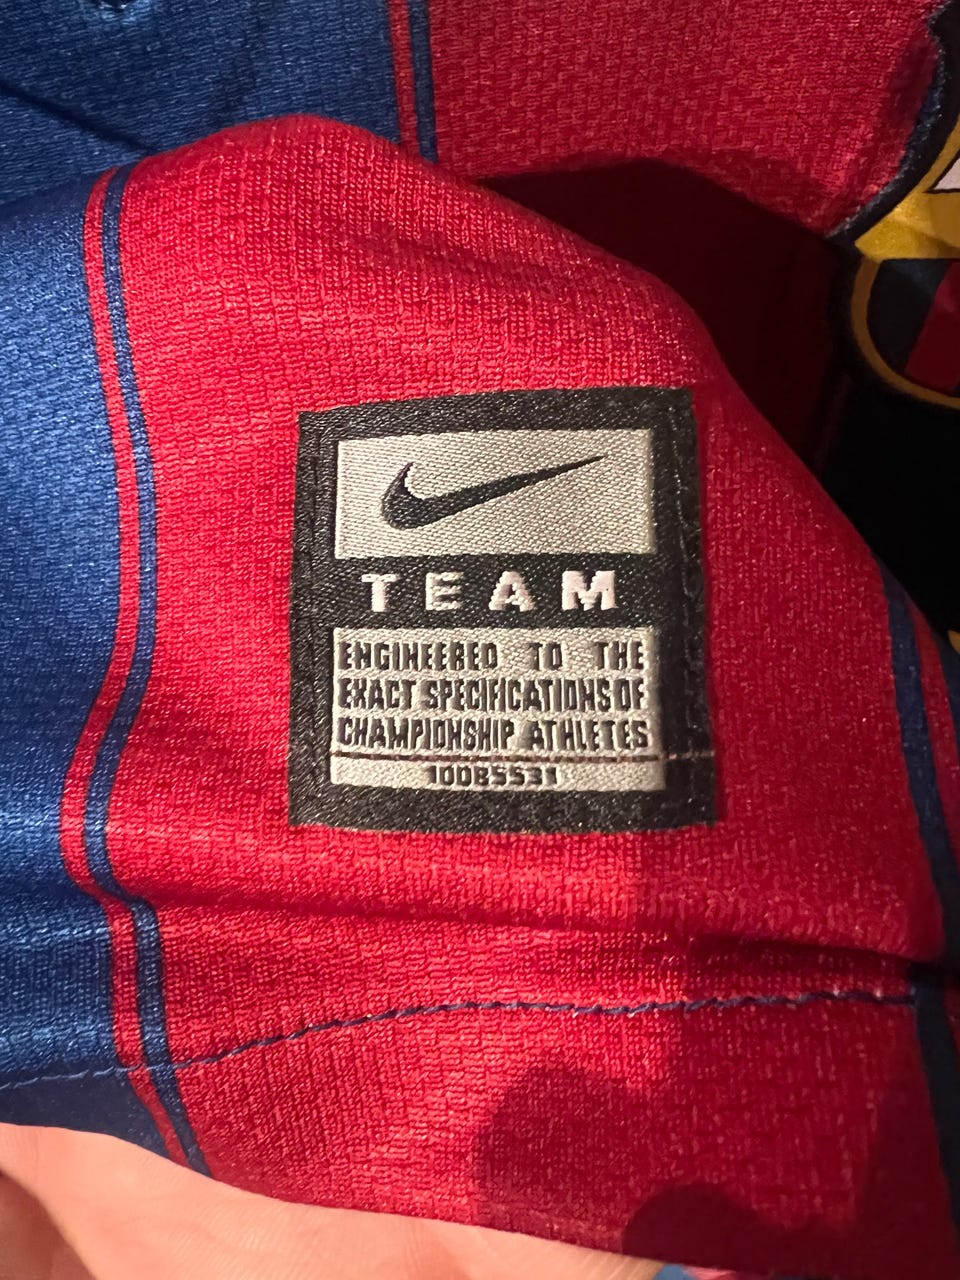 TEAM
ENGINEERED TO THE
EXACT SPECIFICATIONS OF
CHAMPIONSHIP ATHLETES
10085531